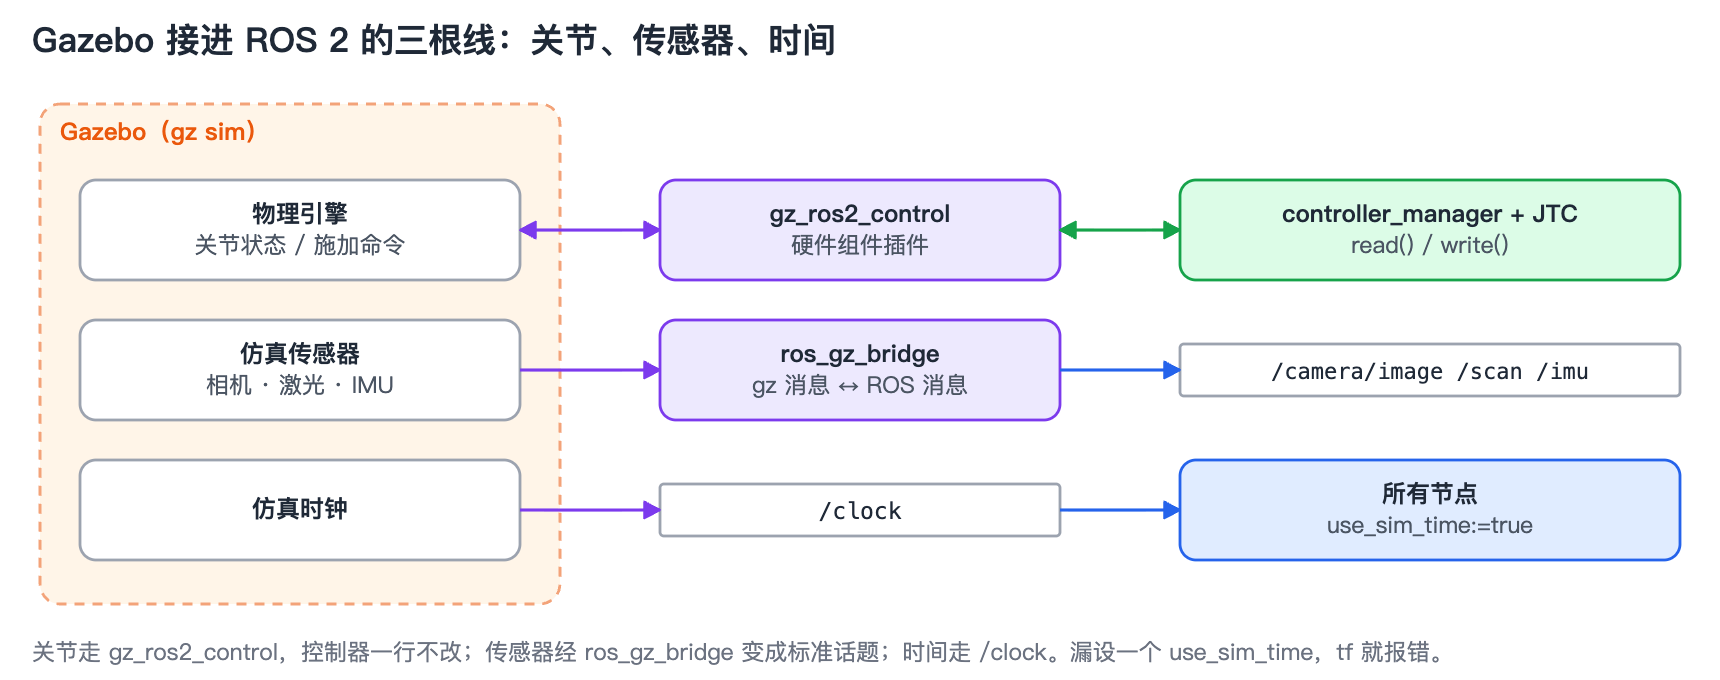 Gazebo 接进 ROS 2 的三根线：关节、传感器、时间
Gazebo（gz sim）
物理引擎
关节状态 / 施加命令
gz_ros2_control
硬件组件插件
controller_manager + JTC
read() / write()
仿真传感器
相机 · 激光 · IMU
ros_gz_bridge
gz 消息 ↔ ROS 消息
/camera/image /scan /imu
仿真时钟
/clock
所有节点
use_sim_time:=true
关节走 gz_ros2_control，控制器一行不改；传感器经 ros_gz_bridge 变成标准话题；时间走 /clock。漏设一个 use_sim_time，tf 就报错。